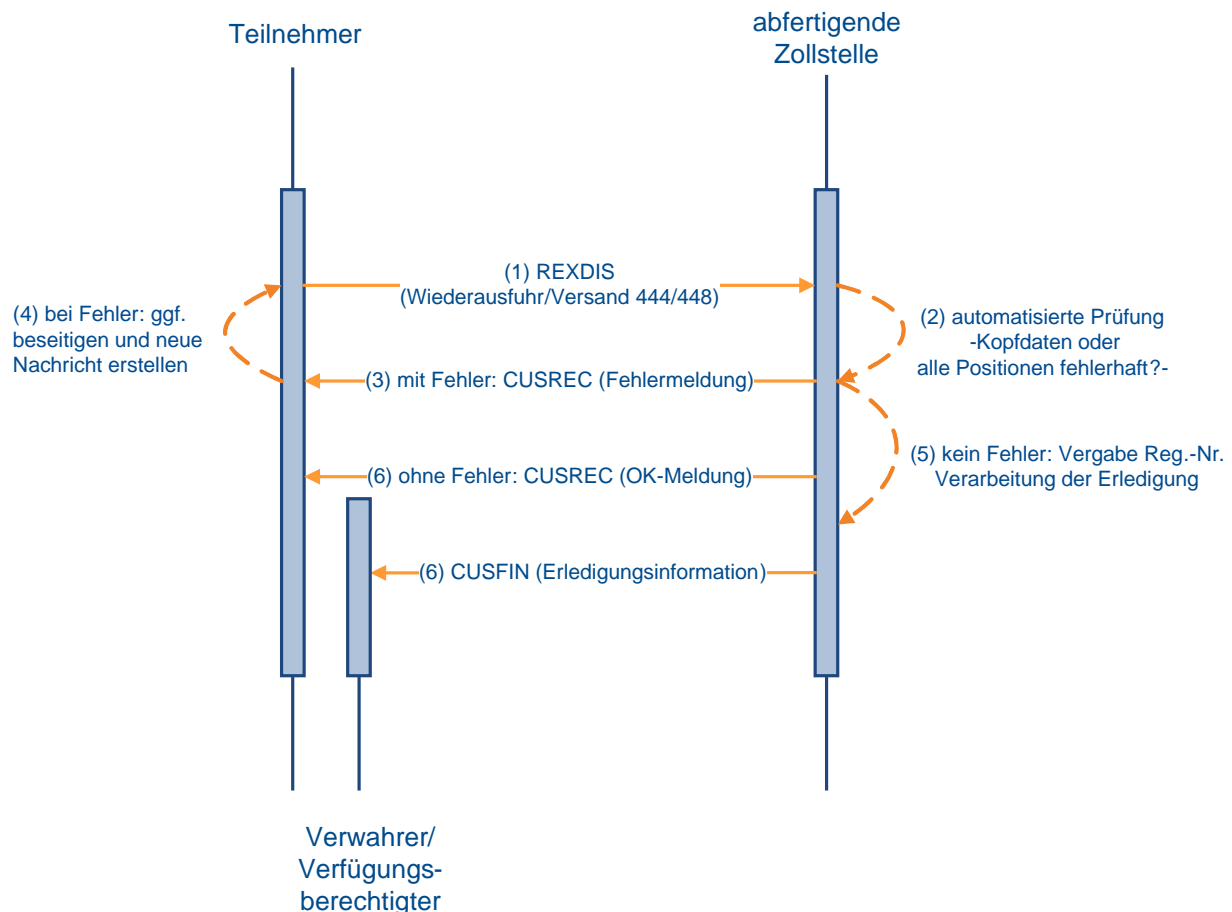 Teilnehmer
abfertigende
Zollstelle
(1) REXDIS
(Wiederausfuhr/Versand 444/448)
(4) bei Fehler: ggf.
beseitigen und neue
Nachricht erstellen
(2) automatisierte Prüfung
-Kopfdaten oder
alle Positionen fehlerhaft?-
(3) mit Fehler: CUSREC (Fehlermeldung)
(5) kein Fehler: Vergabe Reg.-Nr.
Verarbeitung der Erledigung
(6) ohne Fehler: CUSREC (OK-Meldung)
(6) CUSFIN (Erledigungsinformation)
Verwahrer/
Verfügungs-
berechtigter